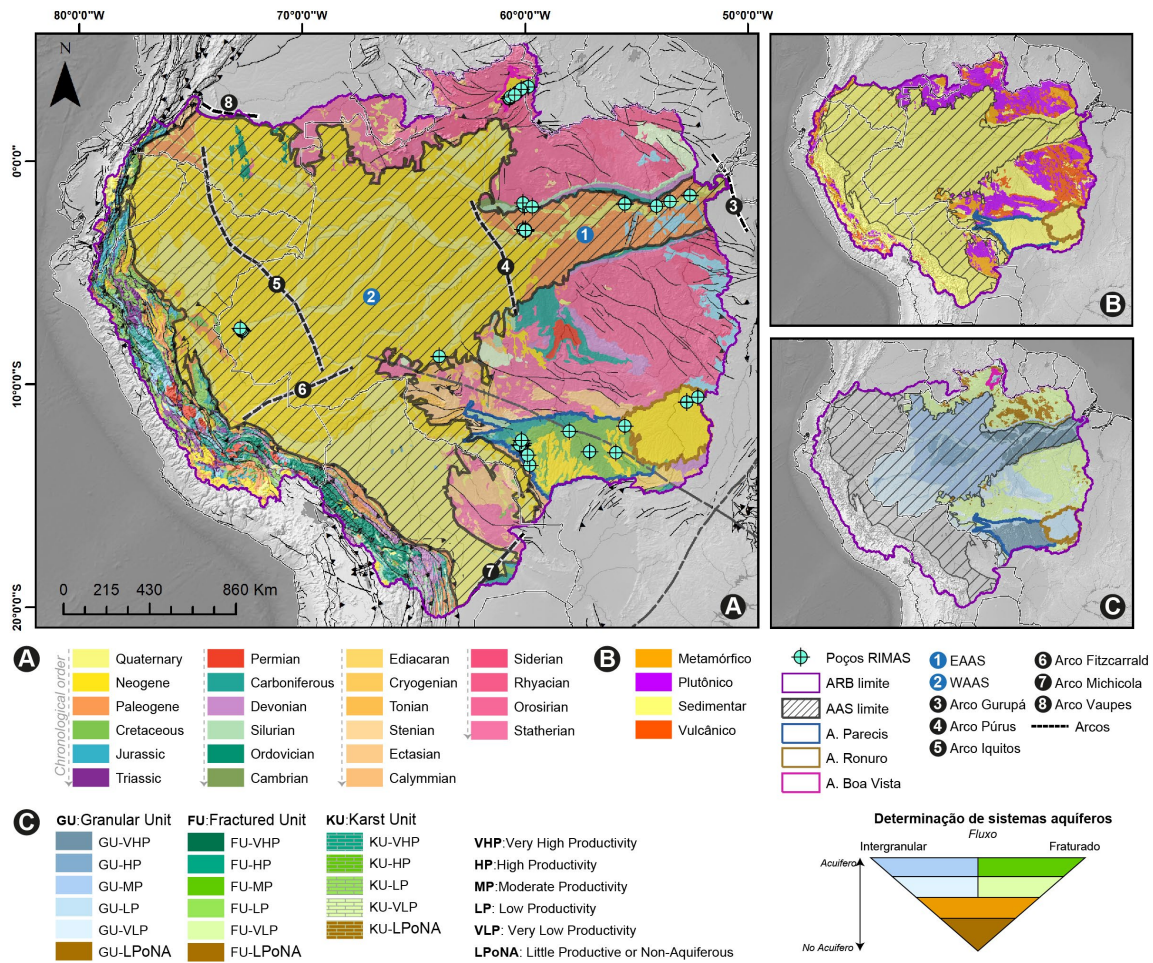 80°0'0"W
70°0'0"W
60°0'0"W
50°0'0"W
0°0'0"
10°0'0"S
20°0'0"S
N
8
3
1
4
5
2
6
7
0 215 430 860 Km
A
B
C
A
Chronological order
Quaternary
Neogene
Paleogene
Cretaceous
Jurassic
Triassic
Permian
Carboniferous
Devonian
Silurian
Ordovician
Cambrian
Ediacaran
Cryogenian
Tonian
Stenian
Ectasian
Calymmian
Siderian
Rhyacian
Orosirian
Statherian
B
Metamórfico
Plutônico
Sedimentar
Vulcânico
Poços RIMAS
ARB limite
AAS limite
A. Parecis
A. Ronuro
A. Boa Vista
1 EAAS
2 WAAS
3 Arco Gurupá
4 Arco Púrus
5 Arco Iquitos
6 Arco Fitzcarrald
7 Arco Michicola
8 Arco Vaupes
Arcos
C
GU:Granular Unit
GU-VHP
GU-HP
GU-MP
GU-LP
GU-VLP
GU-LPoNA
FU:Fractured Unit
FU-VHP
FU-HP
FU-MP
FU-LP
FU-VLP
FU-LPoNA
KU:Karst Unit
KU-VHP
KU-HP
KU-LP
KU-VLP
KU-LPoNA
VHP:Very High Productivity
HP:High Productivity
MP:Moderate Productivity
LP: Low Productivity
VLP: Very Low Productivity
LPoNA: Little Productive or Non-Aquiferous
Determinação de sistemas aquíferos
Fluxo
Intergranular
Fraturado
Acuifero
No Acuifero